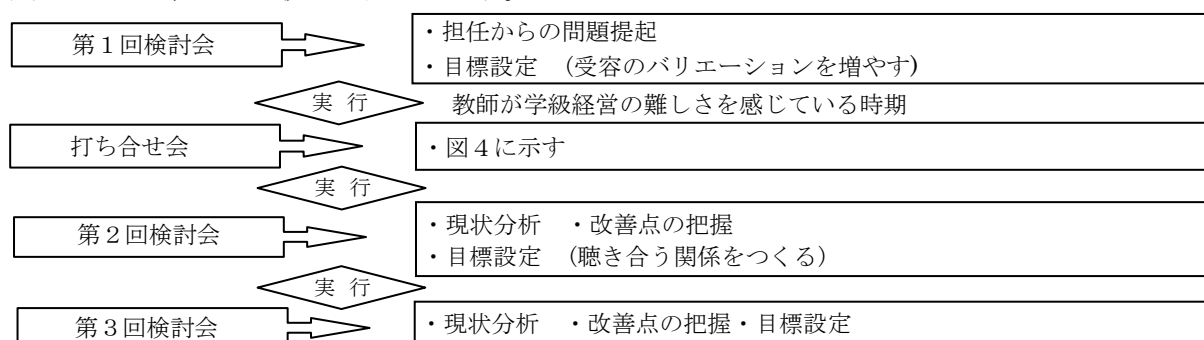 第1回検討会
・担任からの問題提起
・目標設定 (受容のバリエーションを増やす)
実 行 教師が学級経営の難しさを感じている時期
打ち合せ会
・図4に示す
実 行
第2回検討会
・現状分析 ・改善点の把握
・目標設定 (聴き合う関係をつくる)
実 行
第3回検討会
・現状分析 ・改善点の把握・目標設定